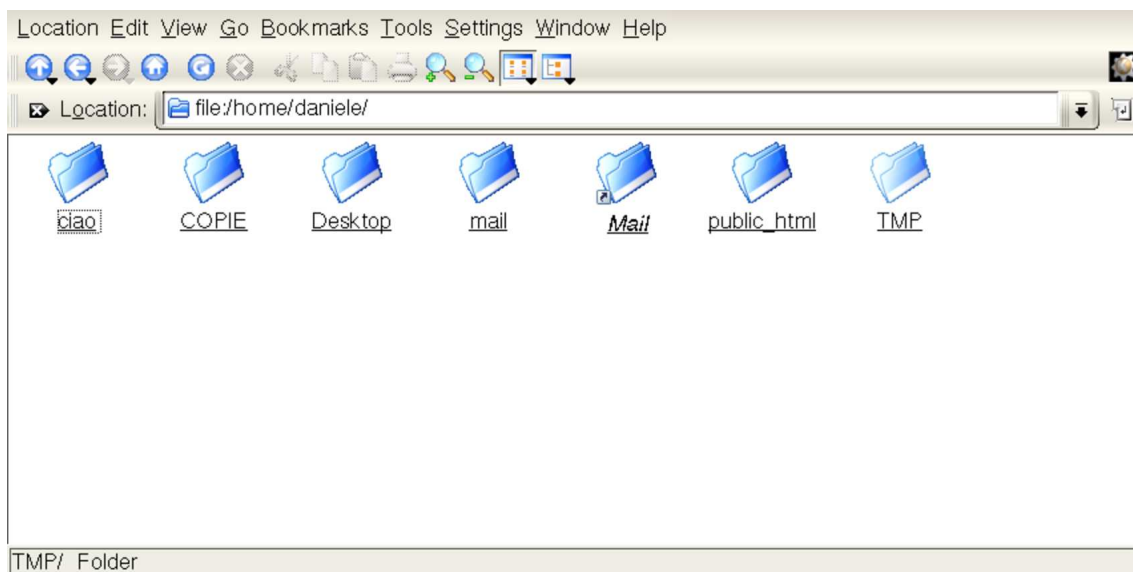 Location Edit View Go Bookmarks Tools Settings Window Help
Location: file:/home/daniele/
ciao COPIE Desktop mail Mail public_html TMP
TMP/ Folder